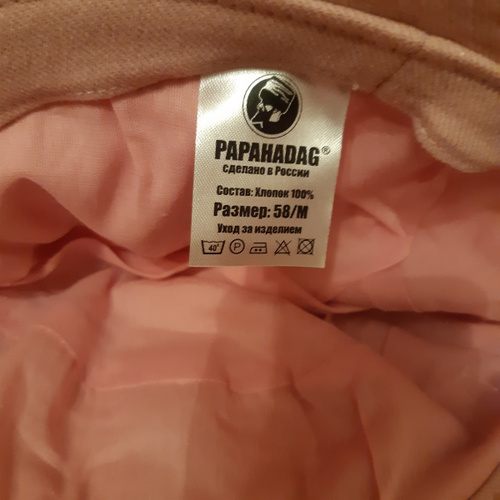 PAPAHADAG®
сделано в России
Состав: Хлопок 100%
Размер: 58/M
Уход за изделием
40° P